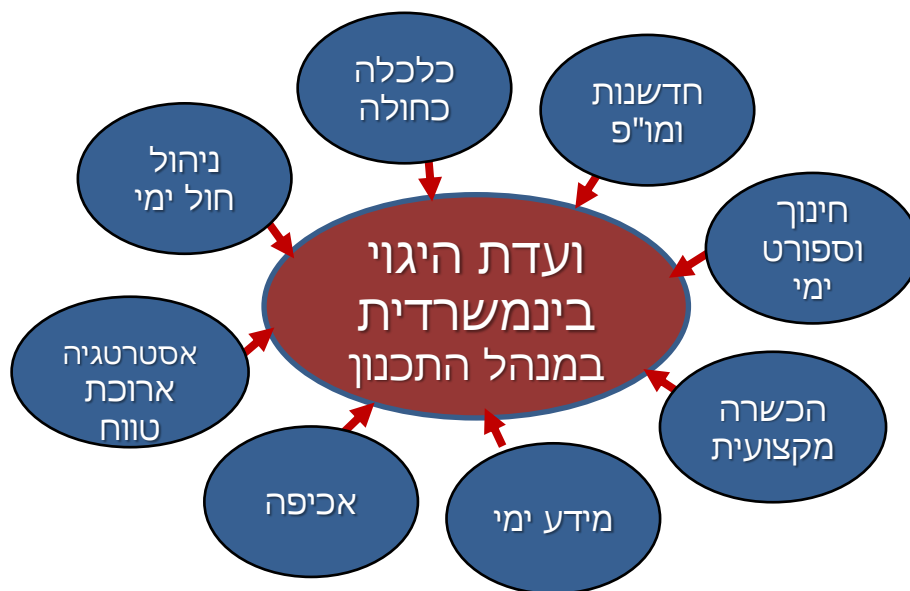 כלכלה
כחולה
חדשנות
ומו"פ
ניהול
חול ימי
חינוך
וספורט
ימי
ועדת היגוי
בינמשרדית
במנהל התכנון
אסטרטגיה
ארוכת
טווח
הכשרה
מקצועית
אכיפה
מידע ימי